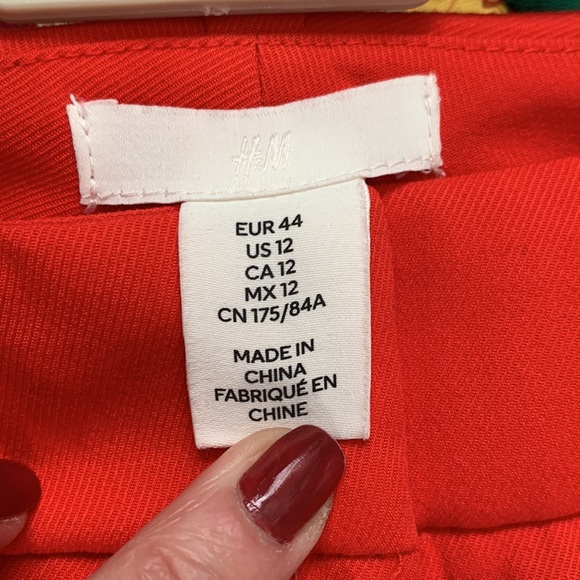 H&M
EUR 44
US 12
CA 12
MX 12
CN 175/84A
MADE IN
CHINA
FABRIQUÉ EN
CHINE